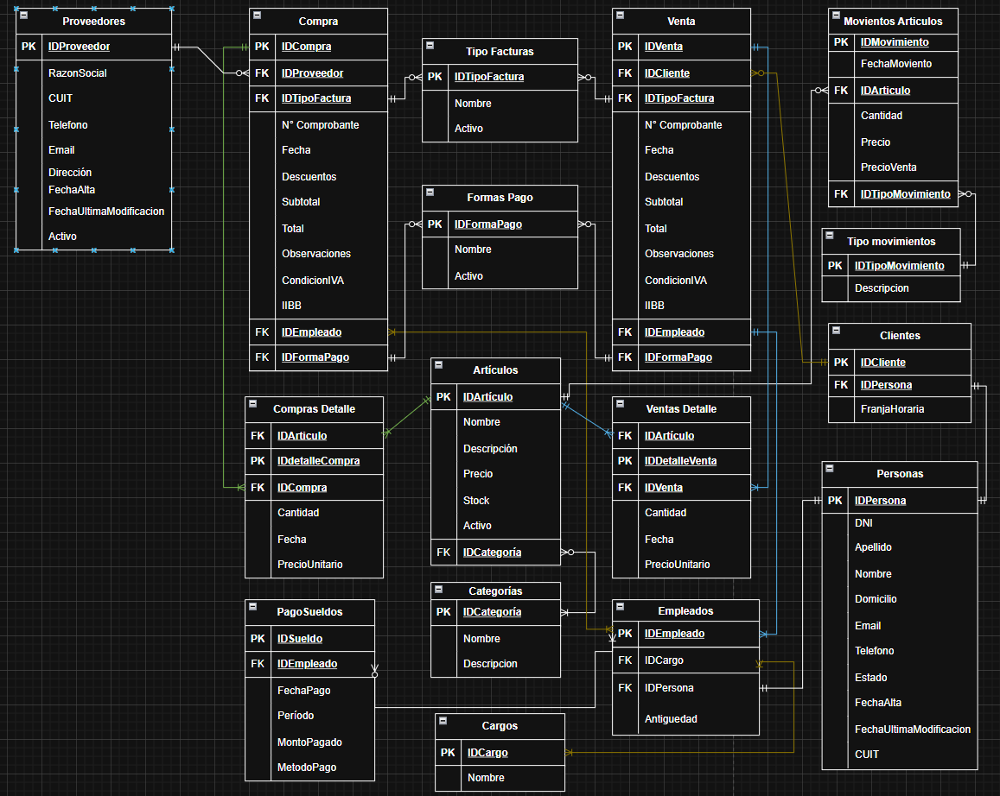 Proveedores
PK IDProveedor
RazonSocial
CUIT
Telefono
Email
Dirección
FechaAlta
FechaUltimaModificacion
Activo
Compra
PK IDCompra
FK IDProveedor
FK IDTipoFactura
N° Comprobante
Fecha
Descuentos
Subtotal
Total
Observaciones
CondicionIVA
IIBB
FK IDEmpleado
FK IDFormaPago
Tipo Facturas
PK IDTipoFactura
Nombre
Activo
Formas Pago
PK IDFormaPago
Nombre
Activo
Venta
PK IDVenta
FK IDCliente
FK IDTipoFactura
N° Comprobante
Fecha
Descuentos
Subtotal
Total
Observaciones
CondicionIVA
IIBB
FK IDEmpleado
FK IDFormaPago
Movientos Articulos
PK IDMovimiento
FechaMoviento
FK IDArticulo
Cantidad
Precio
PrecioVenta
FK IDTipoMovimiento
Tipo movimientos
PK IDTipoMovimiento
Descripcion
Clientes
PK IDCliente
FK IDPersona
FranjaHoraria
Compras Detalle
FK IDArticulo
PK IDdetalleCompra
FK IDCompra
Cantidad
Fecha
PrecioUnitario
Artículos
PK IDArtículo
Nombre
Descripción
Precio
Stock
Activo
FK IDCategoría
Ventas Detalle
FK IDArtículo
PK IDDetalleVenta
FK IDVenta
Cantidad
Fecha
PrecioUnitario
Personas
PK IDPersona
DNI
Apellido
Nombre
Domicilio
Email
Telefono
Estado
FechaAlta
FechaUltimaModificacion
CUIT
PagoSueldos
PK IDSueldo
FK IDEmpleado
FechaPago
Período
MontoPagado
MetodoPago
Categorías
PK IDCategoría
Nombre
Descripcion
Empleados
PK IDEmpleado
FK IDCargo
FK IDPersona
Antiguedad
Cargos
PK IDCargo
Nombre